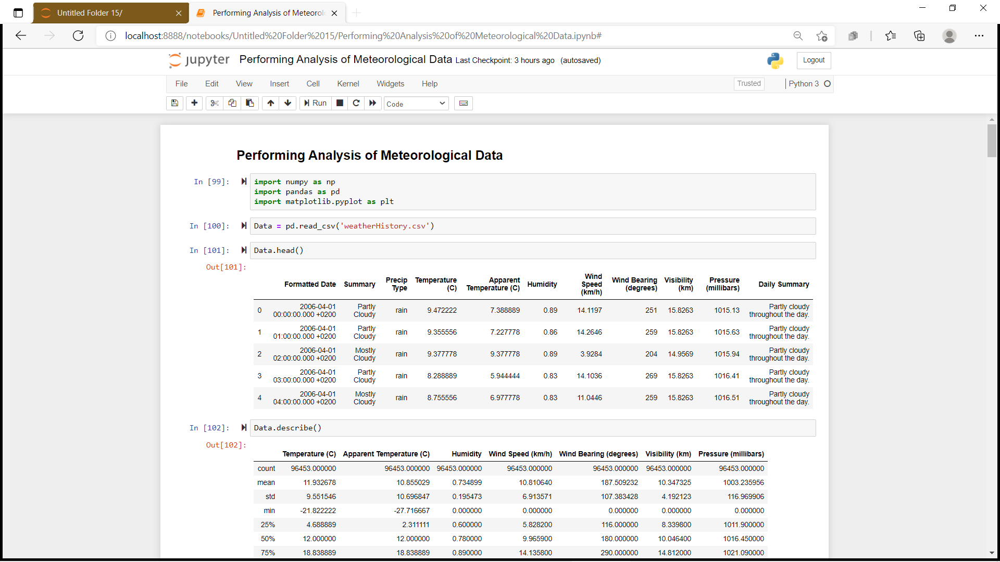 Untitled Folder 15/
Performing Analysis of Meteorol
localhost:8888/notebooks/Untitled%20Folder%2015/Performing%20Analysis%20of%20Meteorological%20Data.ipynb#
jupyter Performing Analysis of Meteorological Data Last Checkpoint: 3 hours ago (autosaved)
Logout
File Edit View Insert Cell Kernel Widgets Help
Trusted
Python 3
Run
Code
Performing Analysis of Meteorological Data
In [99]:
import numpy as np
import pandas as pd
import matplotlib.pyplot as plt
In [100]: Data = pd.read_csv('weatherHistory.csv')
In [101]: Data.head()
Out[101]:
Formatted Date Summary Precip Type Temperature (C) Apparent Temperature (C) Humidity Wind Speed (km/h) Wind Bearing (degrees) Visibility (km) Pressure (millibars) Daily Summary
0 2006-04-01 00:00:00.000 +0200 Partly Cloudy rain 9.472222 7.388889 0.89 14.1197 251 15.8263 1015.13 Partly cloudy throughout the day.
1 2006-04-01 01:00:00.000 +0200 Partly Cloudy rain 9.355556 7.227778 0.86 14.2646 259 15.8263 1015.63 Partly cloudy throughout the day.
2 2006-04-01 02:00:00.000 +0200 Mostly Cloudy rain 9.377778 9.377778 0.89 3.9284 204 14.9569 1015.94 Partly cloudy throughout the day.
3 2006-04-01 03:00:00.000 +0200 Partly Cloudy rain 8.288889 5.944444 0.83 14.1036 269 15.8263 1016.41 Partly cloudy throughout the day.
4 2006-04-01 04:00:00.000 +0200 Mostly Cloudy rain 8.755556 6.977778 0.83 11.0446 259 15.8263 1016.51 Partly cloudy throughout the day.
In [102]: Data.describe()
Out[102]:
Temperature (C) Apparent Temperature (C) Humidity Wind Speed (km/h) Wind Bearing (degrees) Visibility (km) Pressure (millibars)
count 96453.000000 96453.000000 96453.000000 96453.000000 96453.000000 96453.000000 96453.000000
mean 11.932678 10.855029 0.734899 10.810640 187.509232 10.347325 1003.235956
std 9.551546 10.696847 0.195473 6.913571 107.383428 4.192123 116.969906
min -21.822222 -27.716667 0.000000 0.000000 0.000000 0.000000 0.000000
25% 4.688889 2.311111 0.600000 5.828200 116.000000 8.339800 1011.900000
50% 12.000000 12.000000 0.780000 9.965900 180.000000 10.046400 1016.450000
75% 18.838889 18.838889 0.890000 14.135800 290.000000 14.812000 1021.090000